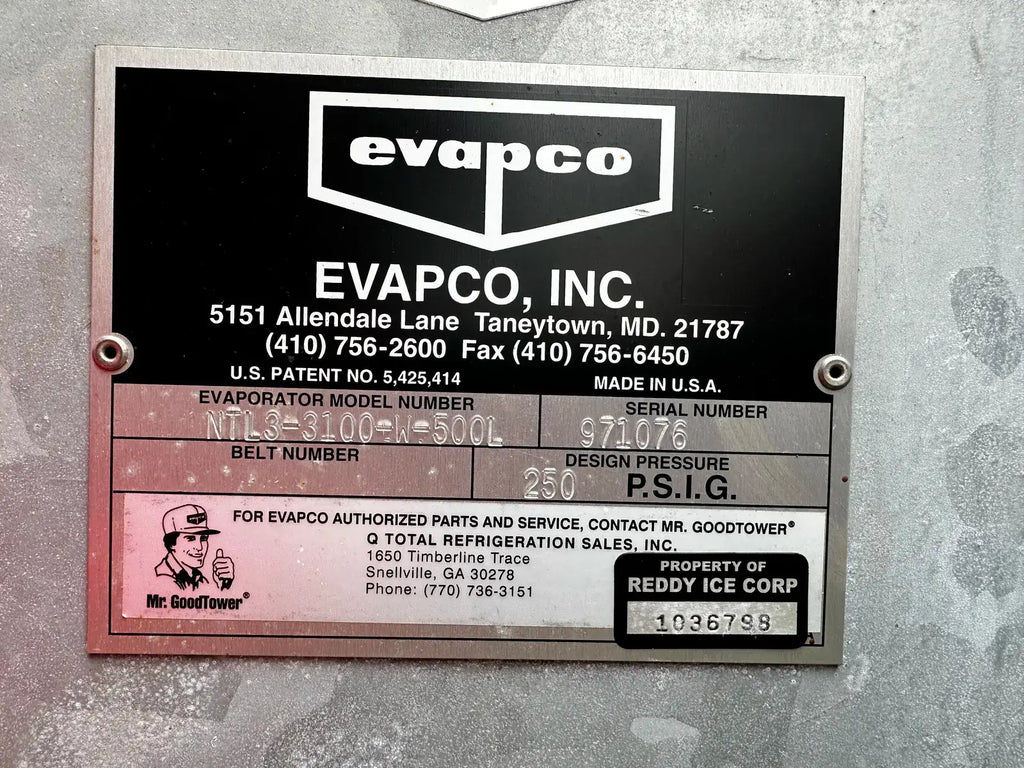 evapco
EVAPCO, INC.
5151 Allendale Lane Taneytown, MD. 21787
(410) 756-2600 Fax (410) 756-6450
U.S. PATENT NO. 5,425,414 MADE IN U.S.A.
EVAPORATOR MODEL NUMBER SERIAL NUMBER
NTL3-3100-W-500L 971076
BELT NUMBER DESIGN PRESSURE
250 P.S.I.G.
FOR EVAPCO AUTHORIZED PARTS AND SERVICE, CONTACT MR. GOODTOWER®
Q TOTAL REFRIGERATION SALES, INC.
1650 Timberline Trace
Snellville, GA 30278
Phone: (770) 736-3151
Mr. GoodTower®
PROPERTY OF
REDDY ICE CORP
1036798